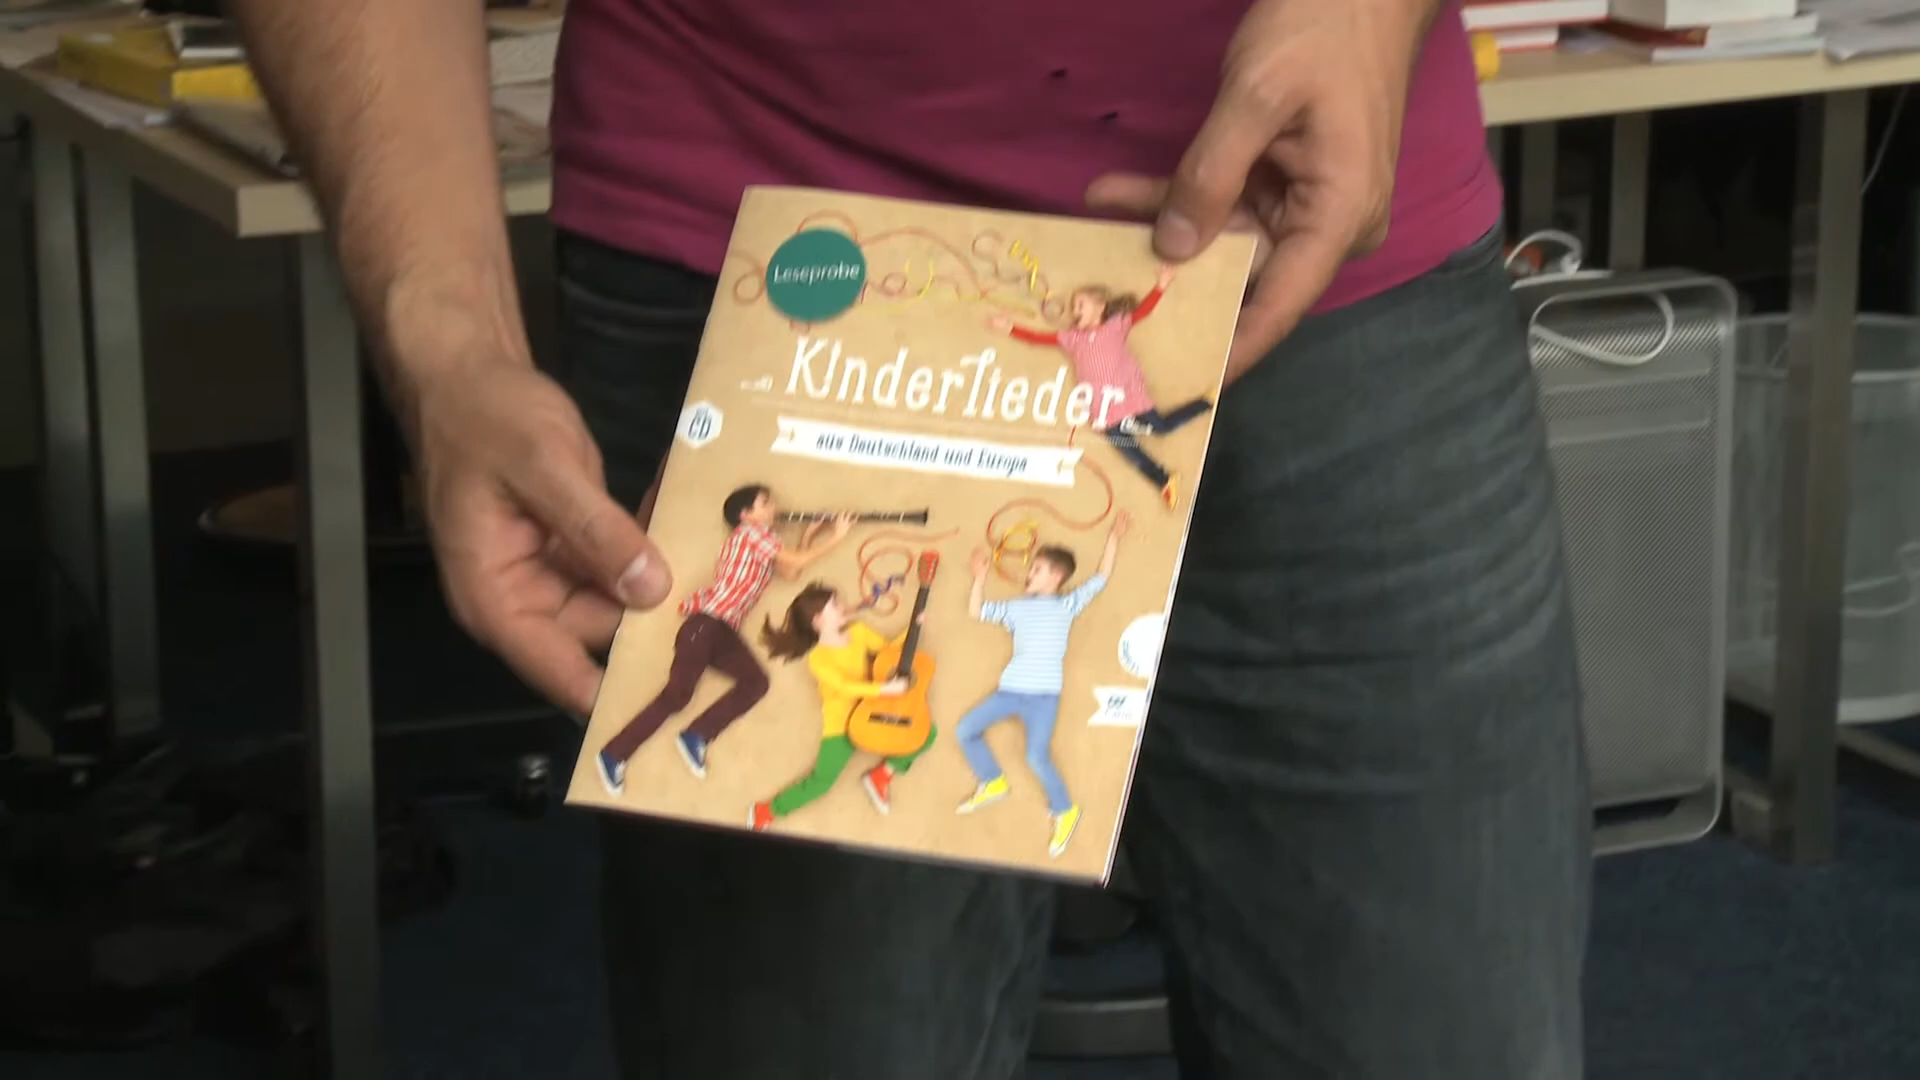 Leseprobe
Kinderlieder
aus Deutschland und Europa
CD